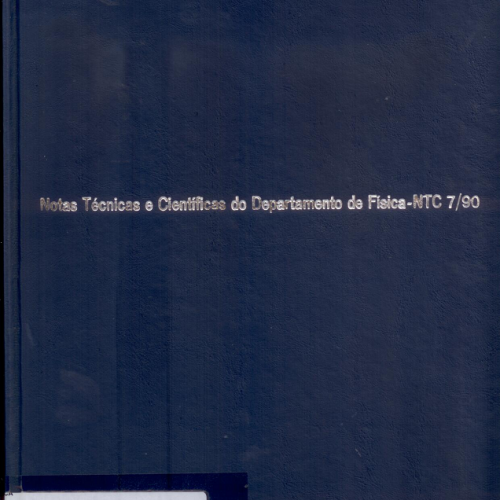 Notas Técnicas e Científicas do Departamento de Física-NTC 7/90